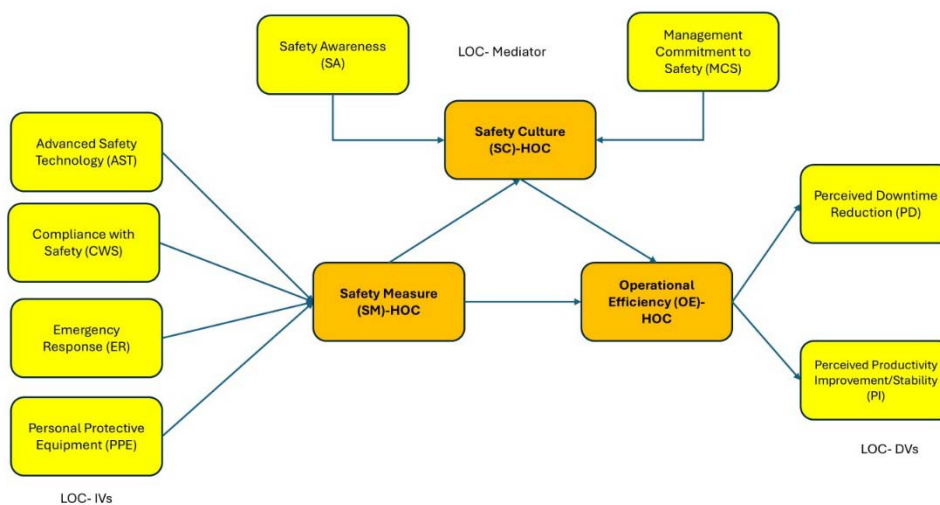 Safety Awareness
(SA)
LOC- Mediator
Management
Commitment to
Safety (MCS)
Safety Culture
(SC)-HOC
Advanced Safety
Technology (AST)
Compliance with
Safety (CWS)
Emergency
Response (ER)
Personal Protective
Equipment (PPE)
LOC- IVs
Safety Measure
(SM)-HOC
Operational
Efficiency (OE)-
HOC
Perceived Downtime
Reduction (PD)
Perceived Productivity
Improvement/Stability
(PI)
LOC- DVs